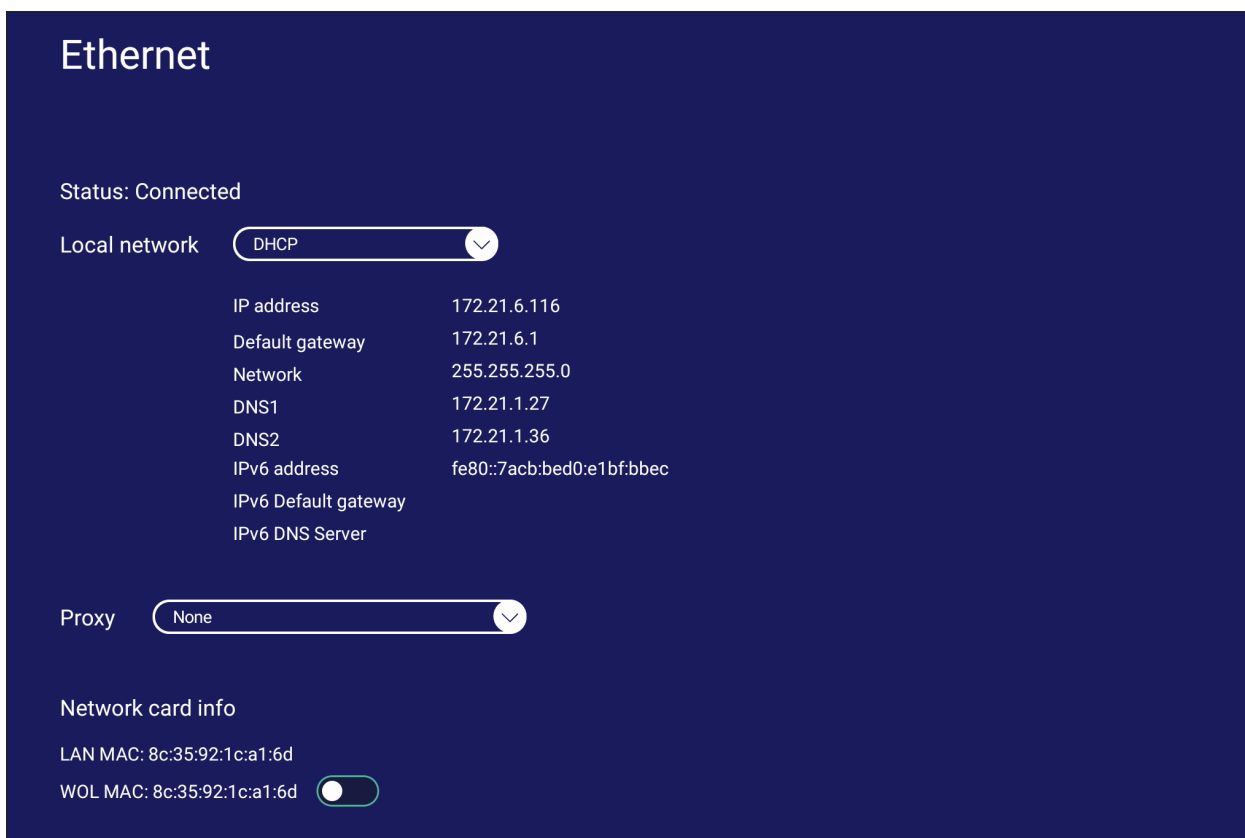 Ethernet
Status: Connected
Local network DHCP
IP address 172.21.6.116
Default gateway 172.21.6.1
Network 255.255.255.0
DNS1 172.21.1.27
DNS2 172.21.1.36
IPv6 address fe80::7acb:bed0:e1bf:bbec
IPv6 Default gateway
IPv6 DNS Server
Proxy None
Network card info
LAN MAC: 8c:35:92:1c:a1:6d
WOL MAC: 8c:35:92:1c:a1:6d